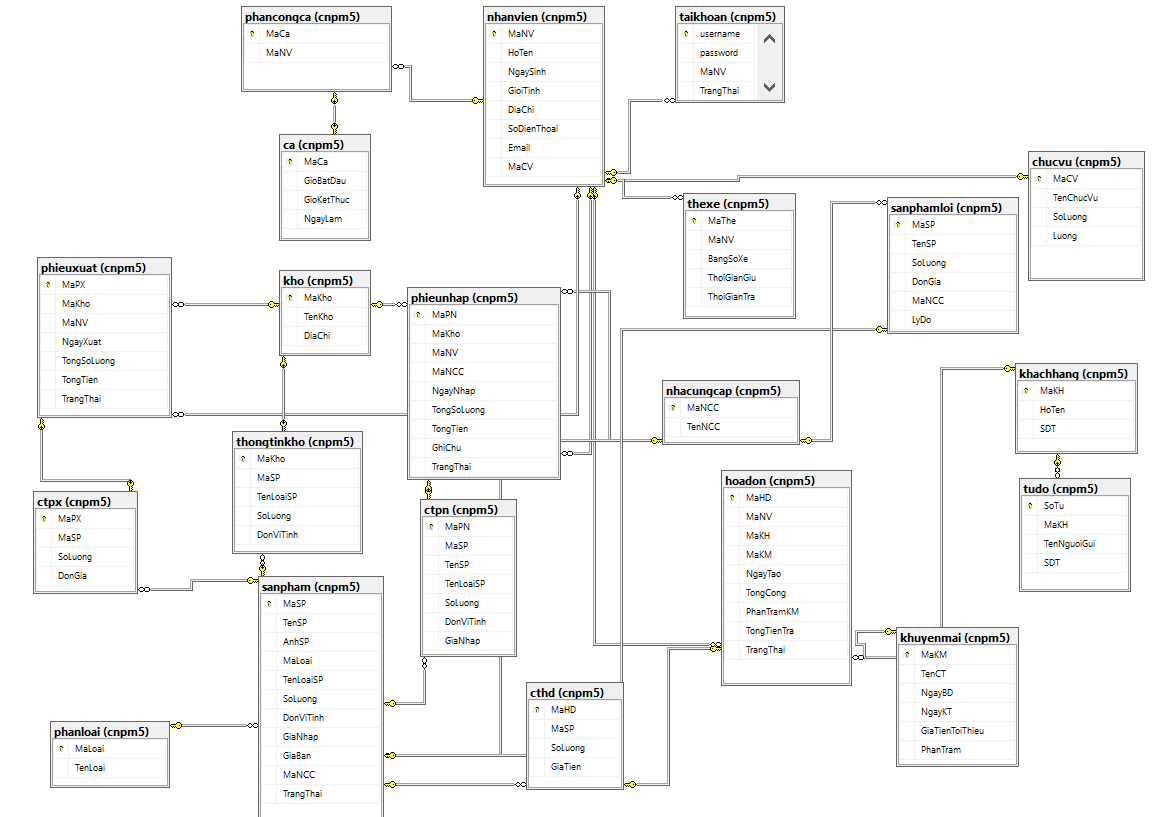 phancongca (cnpm5)
MaCa
MaNV
nhanvien (cnpm5)
MaNV
HoTen
NgaySinh
GioiTinh
DiaChi
SoDienThoai
Email
MaCV
taikhoan (cnpm5)
username
password
MaNV
TrangThai
ca (cnpm5)
MaCa
GioBatDau
GioKetThuc
NgayLam
chucvu (cnpm5)
MaCV
TenChucVu
SoLuong
Luong
thexe (cnpm5)
MaThe
MaNV
BangSoXe
ThoiGianGiu
ThoiGianTra
sanphamloi (cnpm5)
MaSP
TenSP
SoLuong
DonGia
MaNCC
LyDo
phieuxuat (cnpm5)
MaPX
MaKho
MaNV
NgayXuat
TongSoLuong
TongTien
TrangThai
kho (cnpm5)
MaKho
TenKho
DiaChi
phieunhap (cnpm5)
MaPN
MaKho
MaNV
MaNCC
NgayNhap
TongSoLuong
TongTien
GhiChu
TrangThai
nhacungcap (cnpm5)
MaNCC
TenNCC
khachhang (cnpm5)
MaKH
HoTen
SDT
thongtinkho (cnpm5)
MaKho
MaSP
TenLoaiSP
SoLuong
DonViTinh
hoadon (cnpm5)
MaHD
MaNV
MaKH
MaKM
NgayTao
TongCong
PhanTramKM
TongTienTra
TrangThai
tudo (cnpm5)
SoTu
MaKH
TenNguoiGui
SDT
ctpx (cnpm5)
MaPX
MaSP
SoLuong
DonGia
ctpn (cnpm5)
MaPN
MaSP
TenSP
TenLoaiSP
SoLuong
DonViTinh
GiaNhap
sanpham (cnpm5)
MaSP
TenSP
AnhSP
MaLoai
TenLoaiSP
SoLuong
DonViTinh
GiaNhap
GiaBan
MaNCC
TrangThai
khuyenmai (cnpm5)
MaKM
TenCT
NgayBD
NgayKT
GiaTienToiThieu
PhanTram
cthd (cnpm5)
MaHD
MaSP
SoLuong
GiaTien
phanloai (cnpm5)
MaLoai
TenLoai